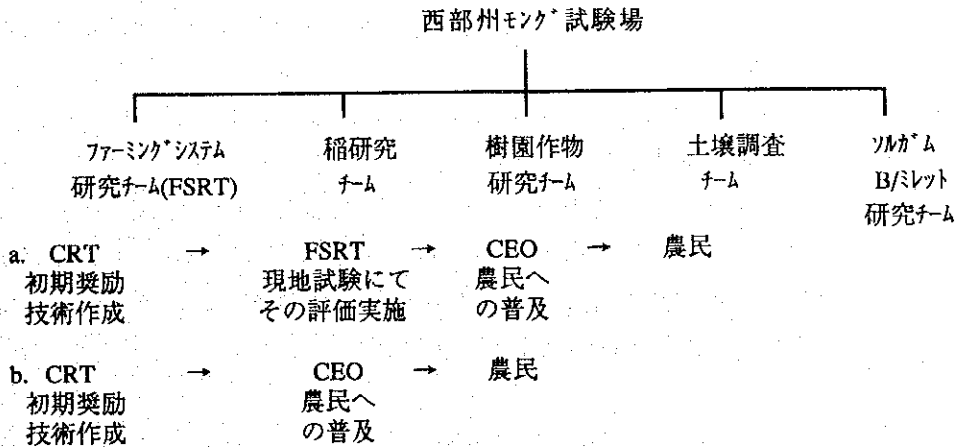 西部州モング試験場
ファーミングシステム 稲研究 樹園作物 土壌調査 ソルガム
研究チーム(FSRT) チーム 研究チーム チーム B/ミレット
研究チーム
a. CRT → FSRT → CEO → 農民
初期奨励 現地試験にて 農民へ
技術作成 その評価実施 の普及
b. CRT → CEO → 農民
初期奨励 農民へ
技術作成 の普及